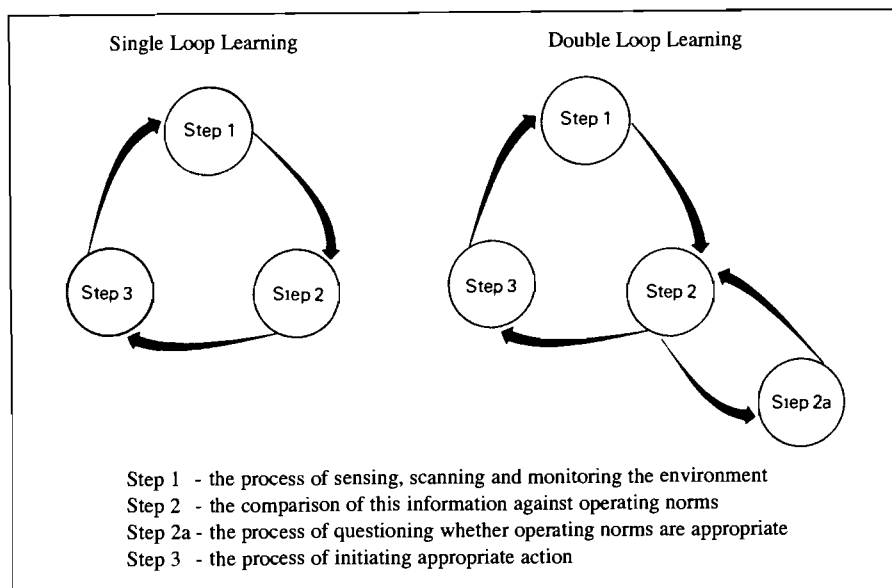 Single Loop Learning
Double Loop Learning
Step 1
Step 1
Step 3
Step 2
Step 3
Step 2
Step 2a
Step 1 - the process of sensing, scanning and monitoring the environment
Step 2 - the comparison of this information against operating norms
Step 2a - the process of questioning whether operating norms are appropriate
Step 3 - the process of initiating appropriate action